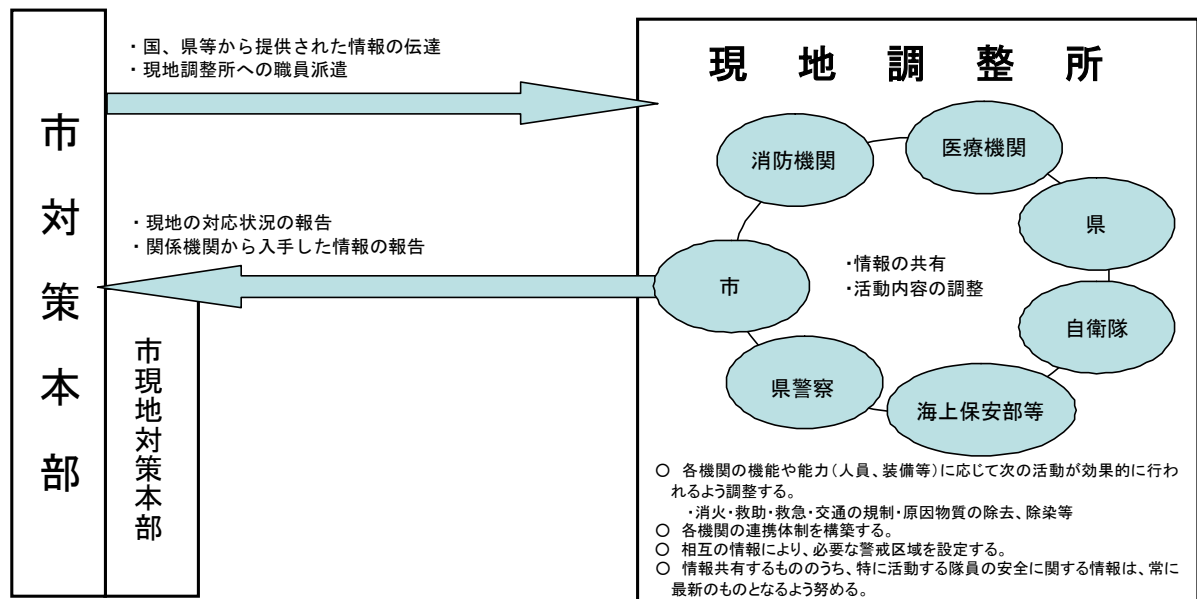 市対策本部
市現地対策本部
・国、県等から提供された情報の伝達
・現地調整所への職員派遣
・現地の対応状況の報告
・関係機関から入手した情報の報告
現地調整所
消防機関
医療機関
県
自衛隊
海上保安部等
県警察
市
・情報の共有
・活動内容の調整
○ 各機関の機能や能力(人員、装備等)に応じて次の活動が効果的に行わ
れるよう調整する。
・消火・救助・救急・交通の規制・原因物質の除去、除染等
○ 各機関の連携体制を構築する。
○ 相互の情報により、必要な警戒区域を設定する。
○ 情報共有するもののうち、特に活動する隊員の安全に関する情報は、常に
最新のものとなるよう努める。